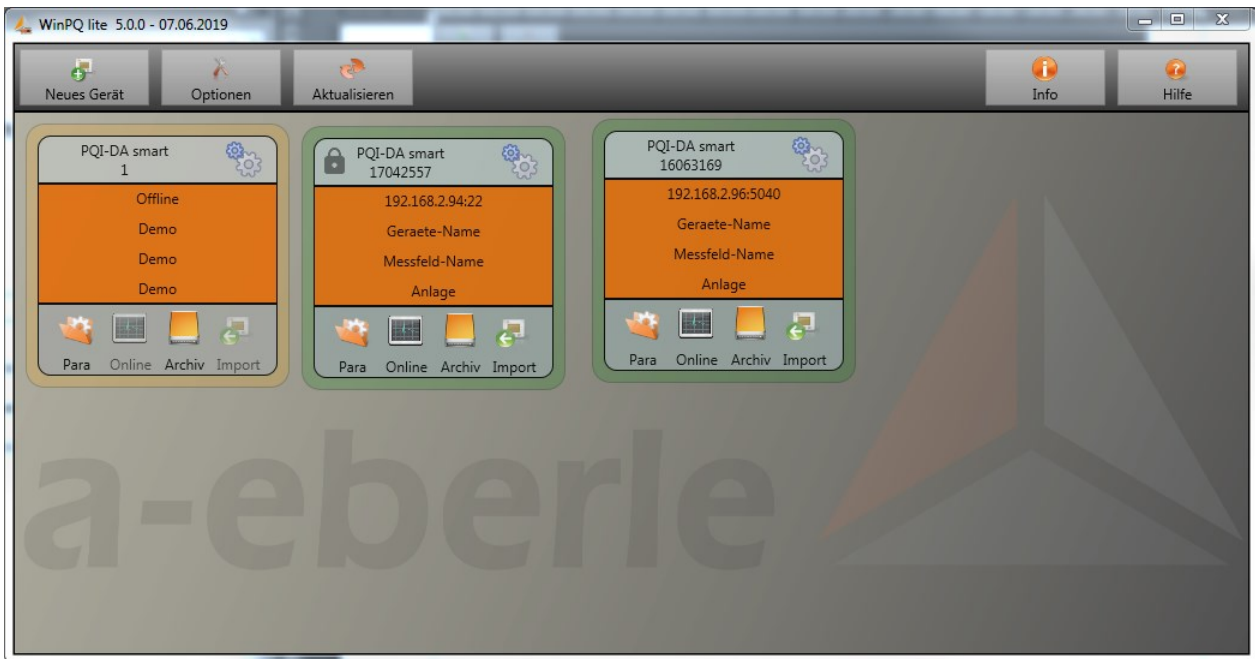 WinPQ lite 5.0.0 - 07.06.2019
Neues Gerät
Optionen
Aktualisieren
Info
Hilfe
PQI-DA smart
1
Offline
Demo
Demo
Demo
Para Online Archiv Import
PQI-DA smart
17042557
192.168.2.94:22
Geraete-Name
Messfeld-Name
Anlage
Para Online Archiv Import
PQI-DA smart
16063169
192.168.2.96:5040
Geraete-Name
Messfeld-Name
Anlage
Para Online Archiv Import
a-eberle